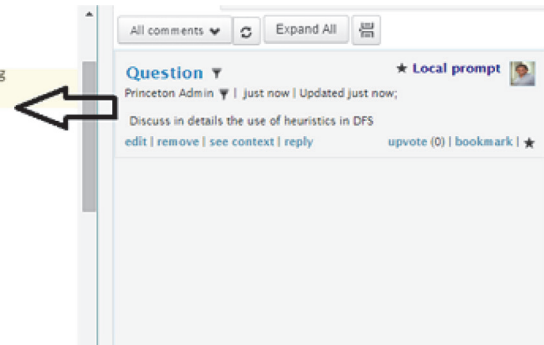 All comments Expand All
g
Question ★ Local prompt
Princeton Admin | just now | Updated just now;
Discuss in details the use of heuristics in DFS
edit | remove | see context | reply upvote (0) | bookmark | ★